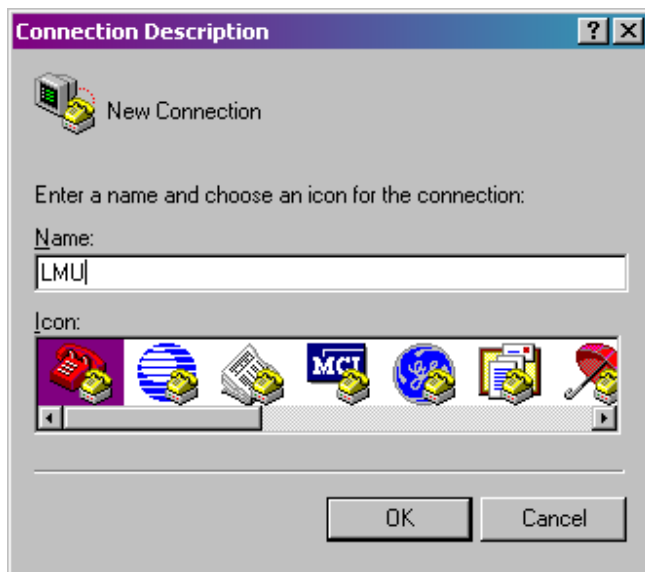 Connection Description
New Connection
Enter a name and choose an icon for the connection:
Name:
LMU
Icon:
MCI
OK Cancel